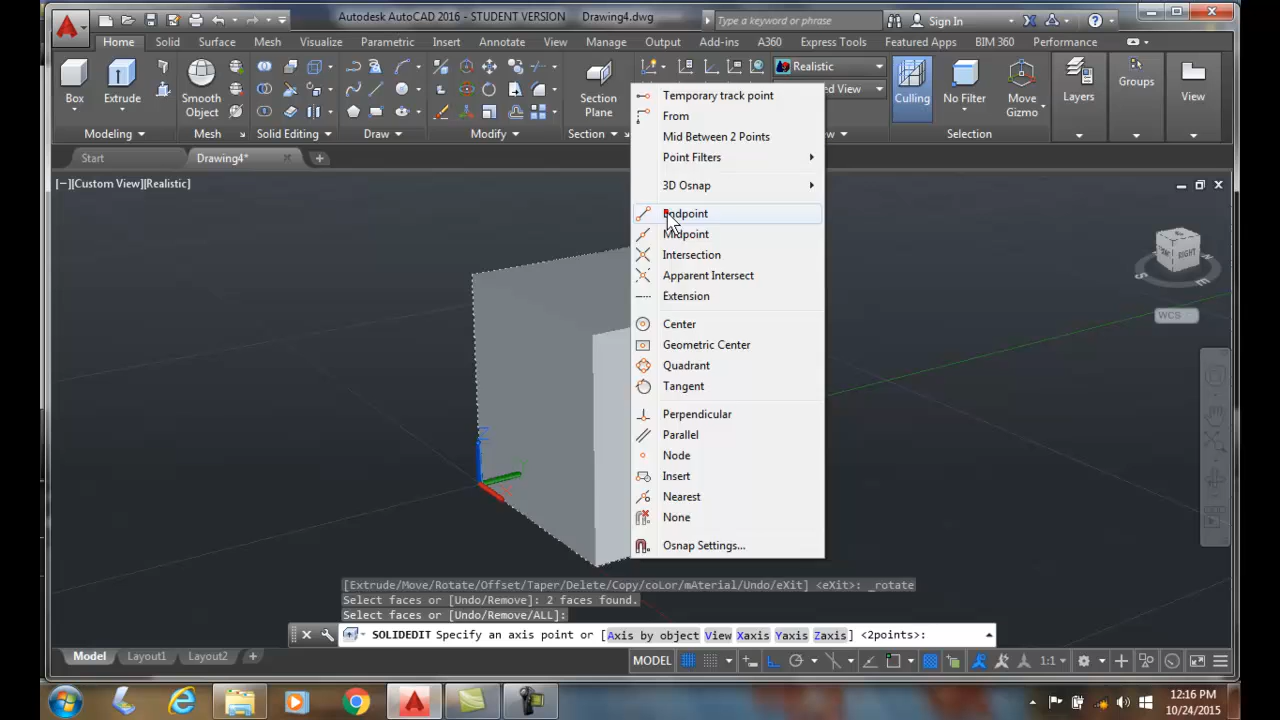 Autodesk AutoCAD 2016 - STUDENT VERSION Drawing4.dwg Type a keyword or phrase Sign In
Home Solid Surface Mesh Visualize Parametric Insert Annotate View Manage Output Add-ins A360 Express Tools Featured Apps BIM 360 Performance
Realistic
Box Extrude Smooth Object Section Plane Culling No Filter Move Gizmo Layers Groups View
Modeling Mesh Solid Editing Draw Modify Section Selection
Start Drawing4*
[−][Custom View][Realistic]
Temporary track point
From
Mid Between 2 Points
Point Filters
3D Osnap
Endpoint
Midpoint
Intersection
Apparent Intersect
Extension
Center
Geometric Center
Quadrant
Tangent
Perpendicular
Parallel
Node
Insert
Nearest
None
Osnap Settings...
RIGHT
S
E
WCS
[Extrude/Move/Rotate/Offset/Taper/Delete/Copy/coLor/mAterial/Undo/eXit] <eXit>: _rotate
Select faces or [Undo/Remove]: 2 faces found.
Select faces or [Undo/Remove/ALL]:
SOLIDEDIT Specify an axis point or [Axis by object View Xaxis Yaxis Zaxis] <2points>:
Model Layout1 Layout2 MODEL 1:1
12:16 PM
10/24/2015